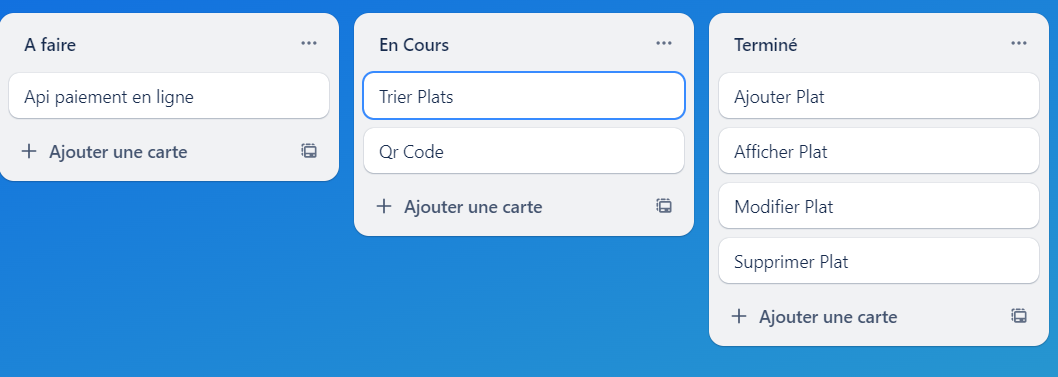 A faire
Api paiement en ligne
Ajouter une carte
En Cours
Trier Plats
Qr Code
Ajouter une carte
Terminé
Ajouter Plat
Afficher Plat
Modifier Plat
Supprimer Plat
Ajouter une carte